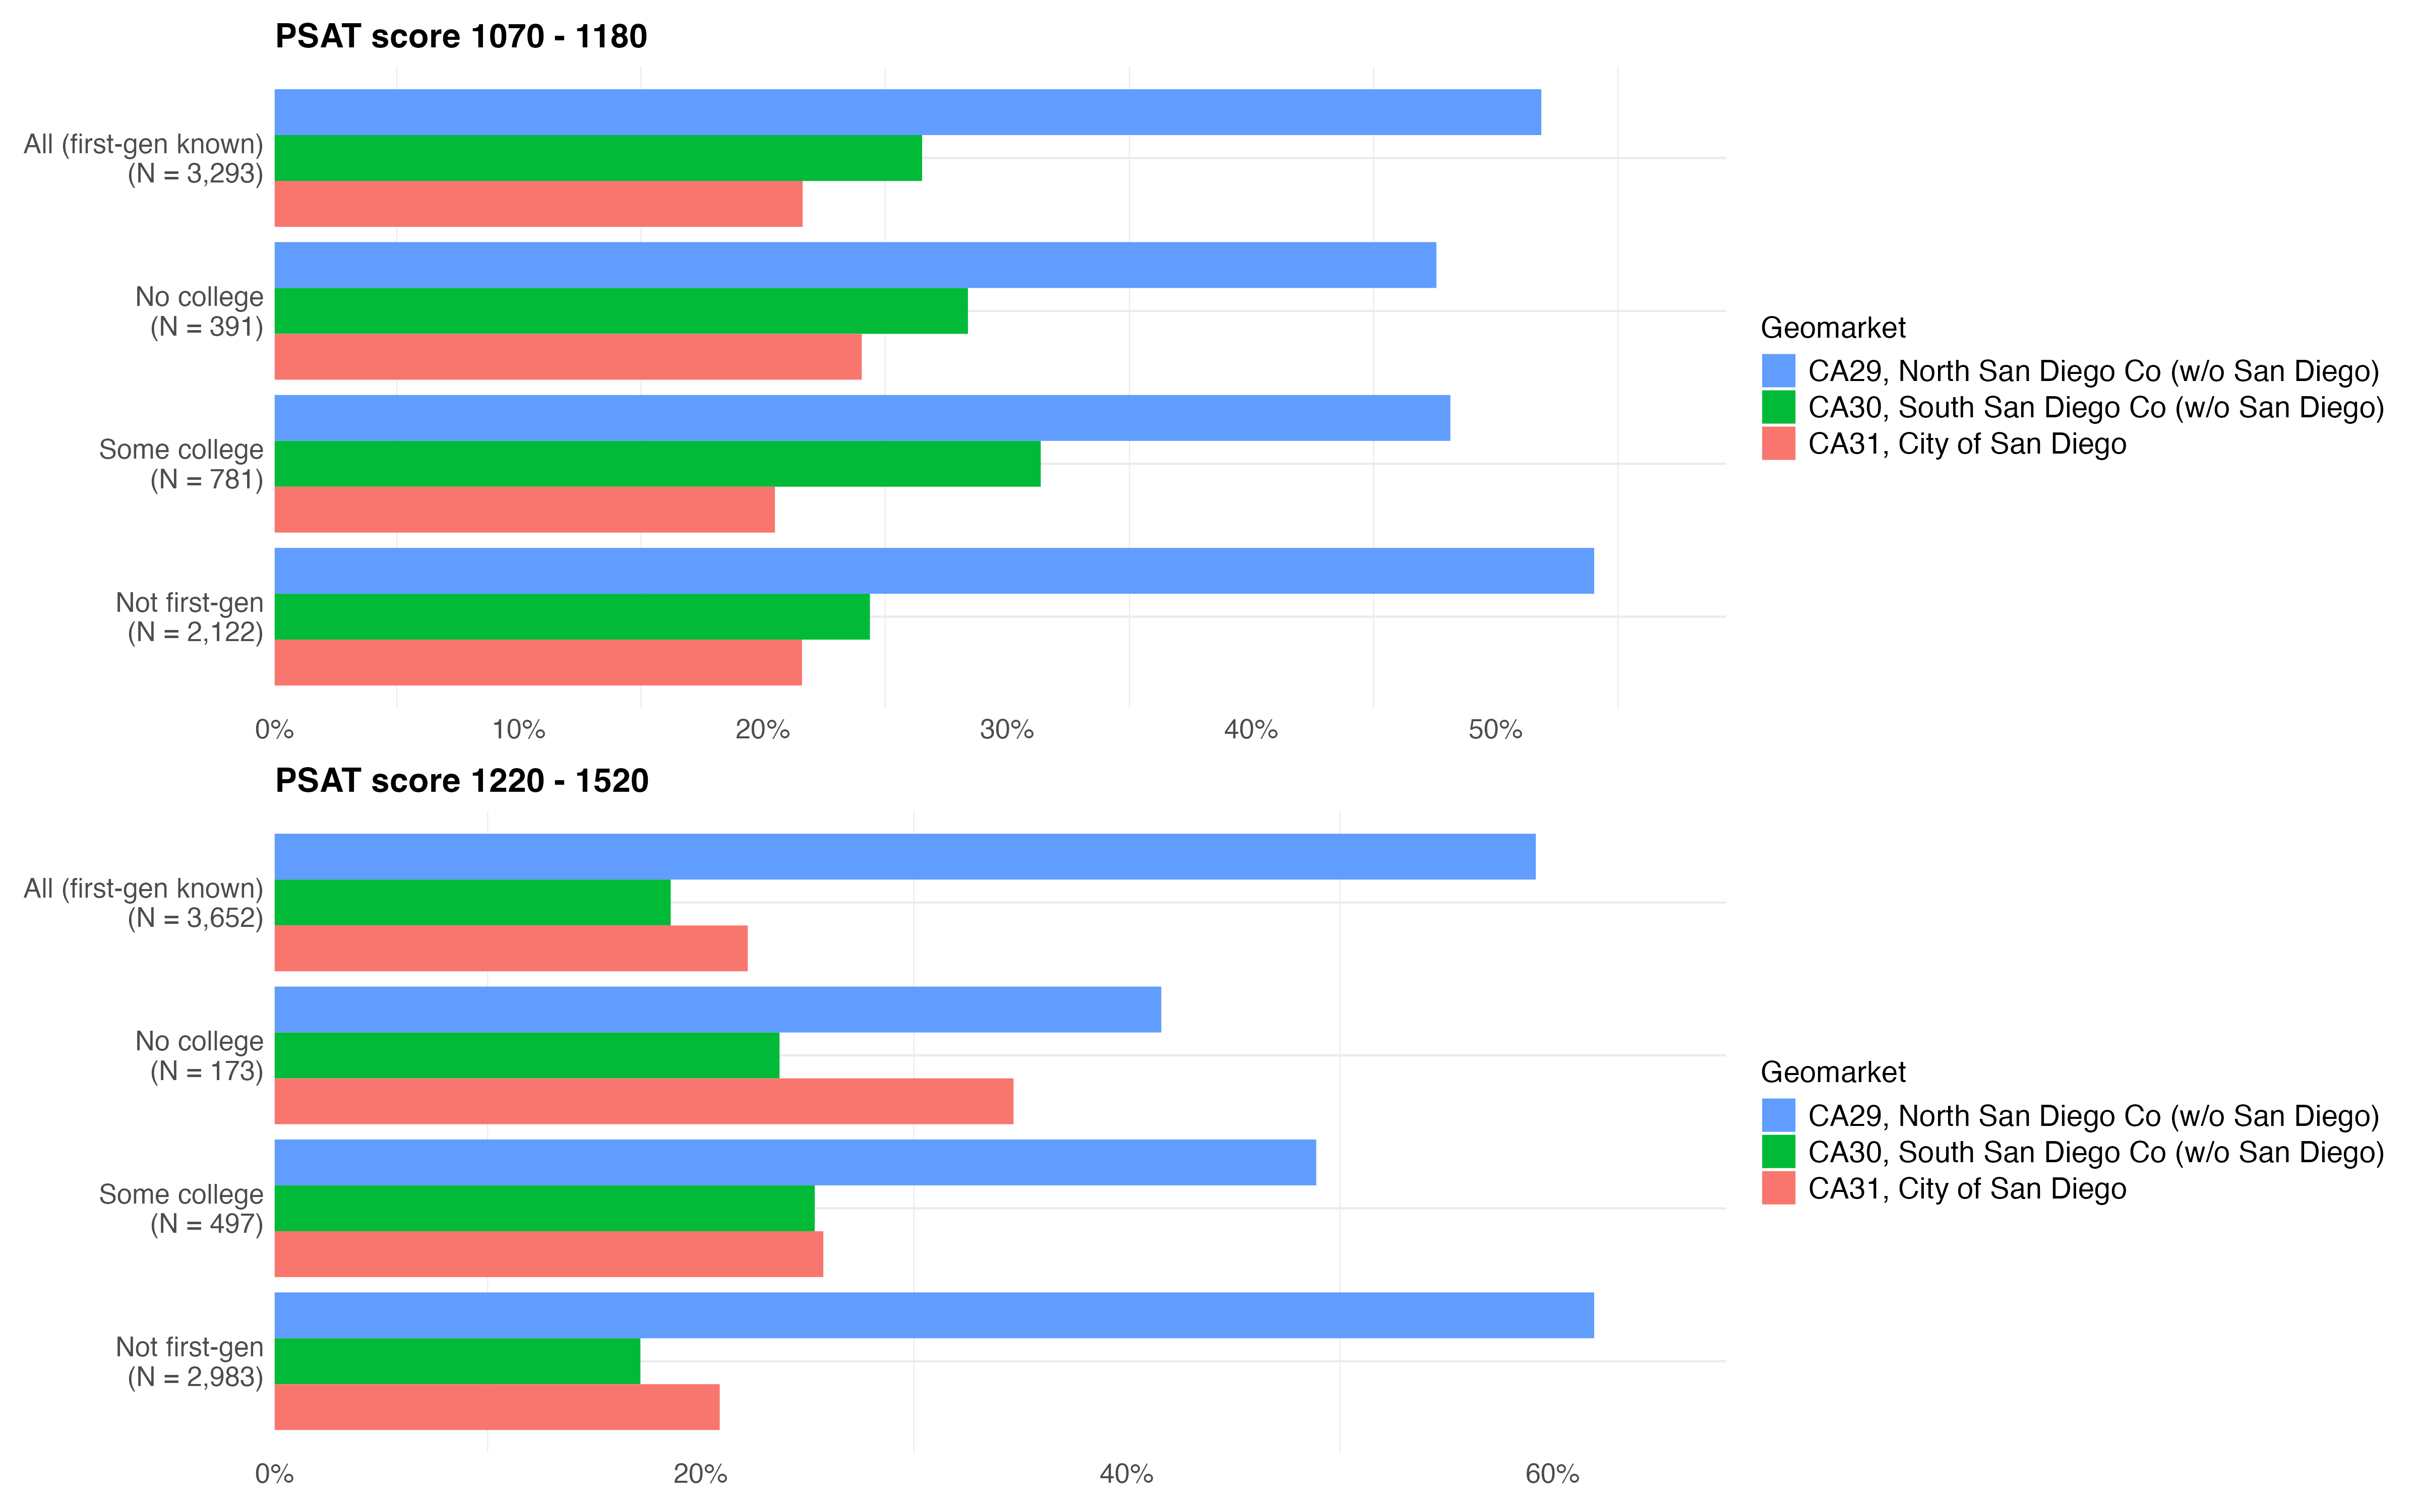 PSAT score 1070 - 1180
All (first-gen known)
(N = 3,293)
No college
(N = 391)
Some college
(N = 781)
Not first-gen
(N = 2,122)
0% 10% 20% 30% 40% 50%
Geomarket
CA29, North San Diego Co (w/o San Diego)
CA30, South San Diego Co (w/o San Diego)
CA31, City of San Diego
PSAT score 1220 - 1520
All (first-gen known)
(N = 3,652)
No college
(N = 173)
Some college
(N = 497)
Not first-gen
(N = 2,983)
0% 20% 40% 60%
Geomarket
CA29, North San Diego Co (w/o San Diego)
CA30, South San Diego Co (w/o San Diego)
CA31, City of San Diego